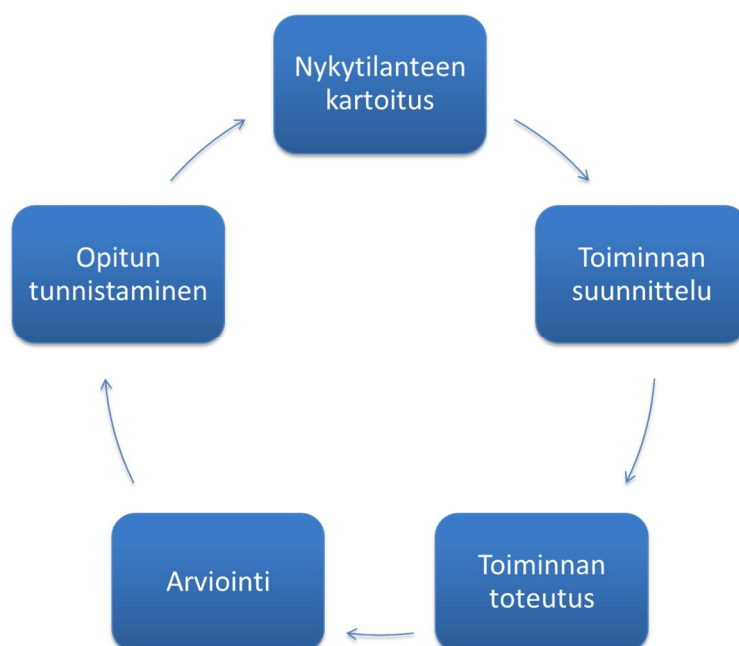 Nykytilanteen
kartoitus
Toiminnan
suunnittelu
Toiminnan
toteutus
Arviointi
Opitun
tunnistaminen